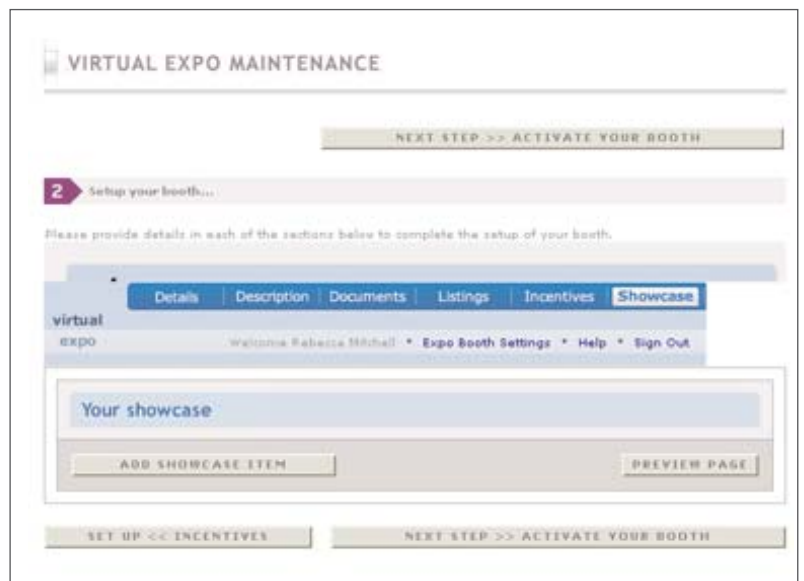 VIRTUAL EXPO MAINTENANCE
NEXT STEP >> ACTIVATE YOUR BOOTH
2 Setup your booth...
Please provide details in each of the sections below to complete the setup of your booth.
Details Description Documents Listings Incentives Showcase
virtual
expo Welcome Rebecca Mitchell • Expo Booth Settings • Help • Sign Out
Your showcase
ADD SHOWCASE ITEM PREVIEW PAGE
SET UP << INCENTIVES NEXT STEP >> ACTIVATE YOUR BOOTH